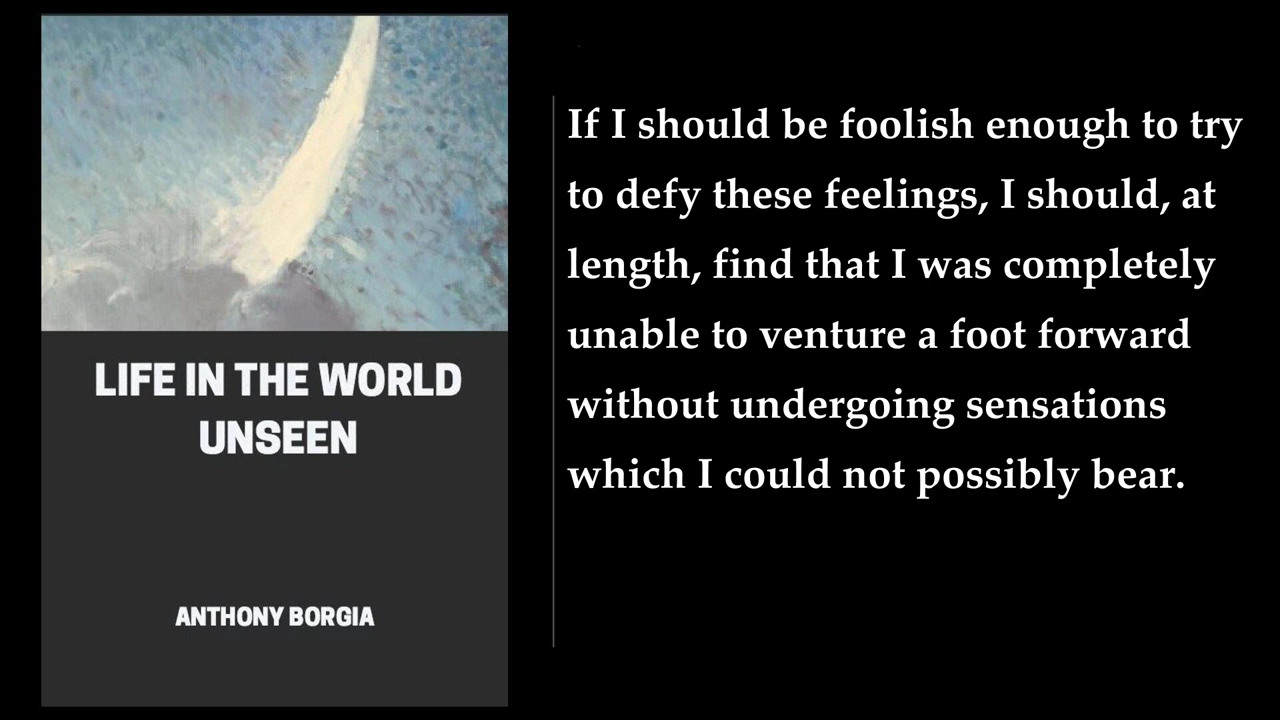 LIFE IN THE WORLD
UNSEEN
ANTHONY BORGIA
If I should be foolish enough to try
to defy these feelings, I should, at
length, find that I was completely
unable to venture a foot forward
without undergoing sensations
which I could not possibly bear.